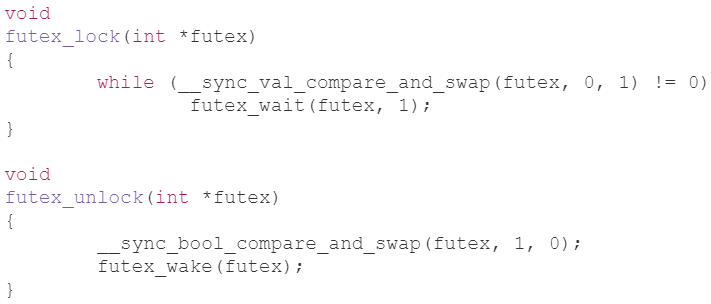 void
futex_lock(int *futex)
{
        while (__sync_val_compare_and_swap(futex, 0, 1) != 0)
                futex_wait(futex, 1);
}

void
futex_unlock(int *futex)
{
        __sync_bool_compare_and_swap(futex, 1, 0);
        futex_wake(futex);
}